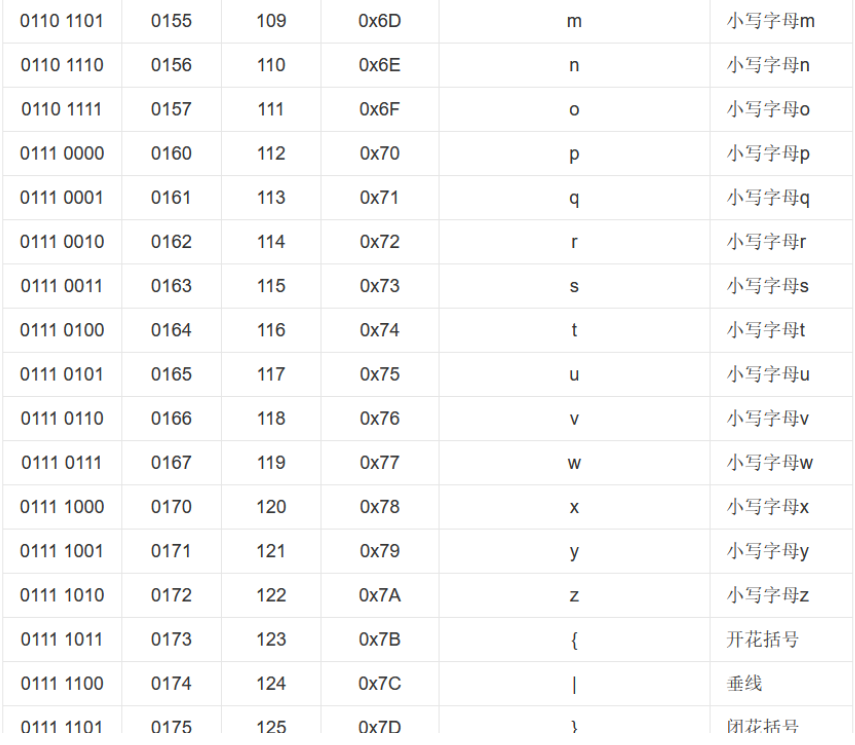 0110 1101 0155 109 0x6D m 小写字母m
0110 1110 0156 110 0x6E n 小写字母n
0110 1111 0157 111 0x6F o 小写字母o
0111 0000 0160 112 0x70 p 小写字母p
0111 0001 0161 113 0x71 q 小写字母q
0111 0010 0162 114 0x72 r 小写字母r
0111 0011 0163 115 0x73 s 小写字母s
0111 0100 0164 116 0x74 t 小写字母t
0111 0101 0165 117 0x75 u 小写字母u
0111 0110 0166 118 0x76 v 小写字母v
0111 0111 0167 119 0x77 w 小写字母w
0111 1000 0170 120 0x78 x 小写字母x
0111 1001 0171 121 0x79 y 小写字母y
0111 1010 0172 122 0x7A z 小写字母z
0111 1011 0173 123 0x7B { 开花括号
0111 1100 0174 124 0x7C | 垂线
0111 1101 0175 125 0x7D } 闭花括号